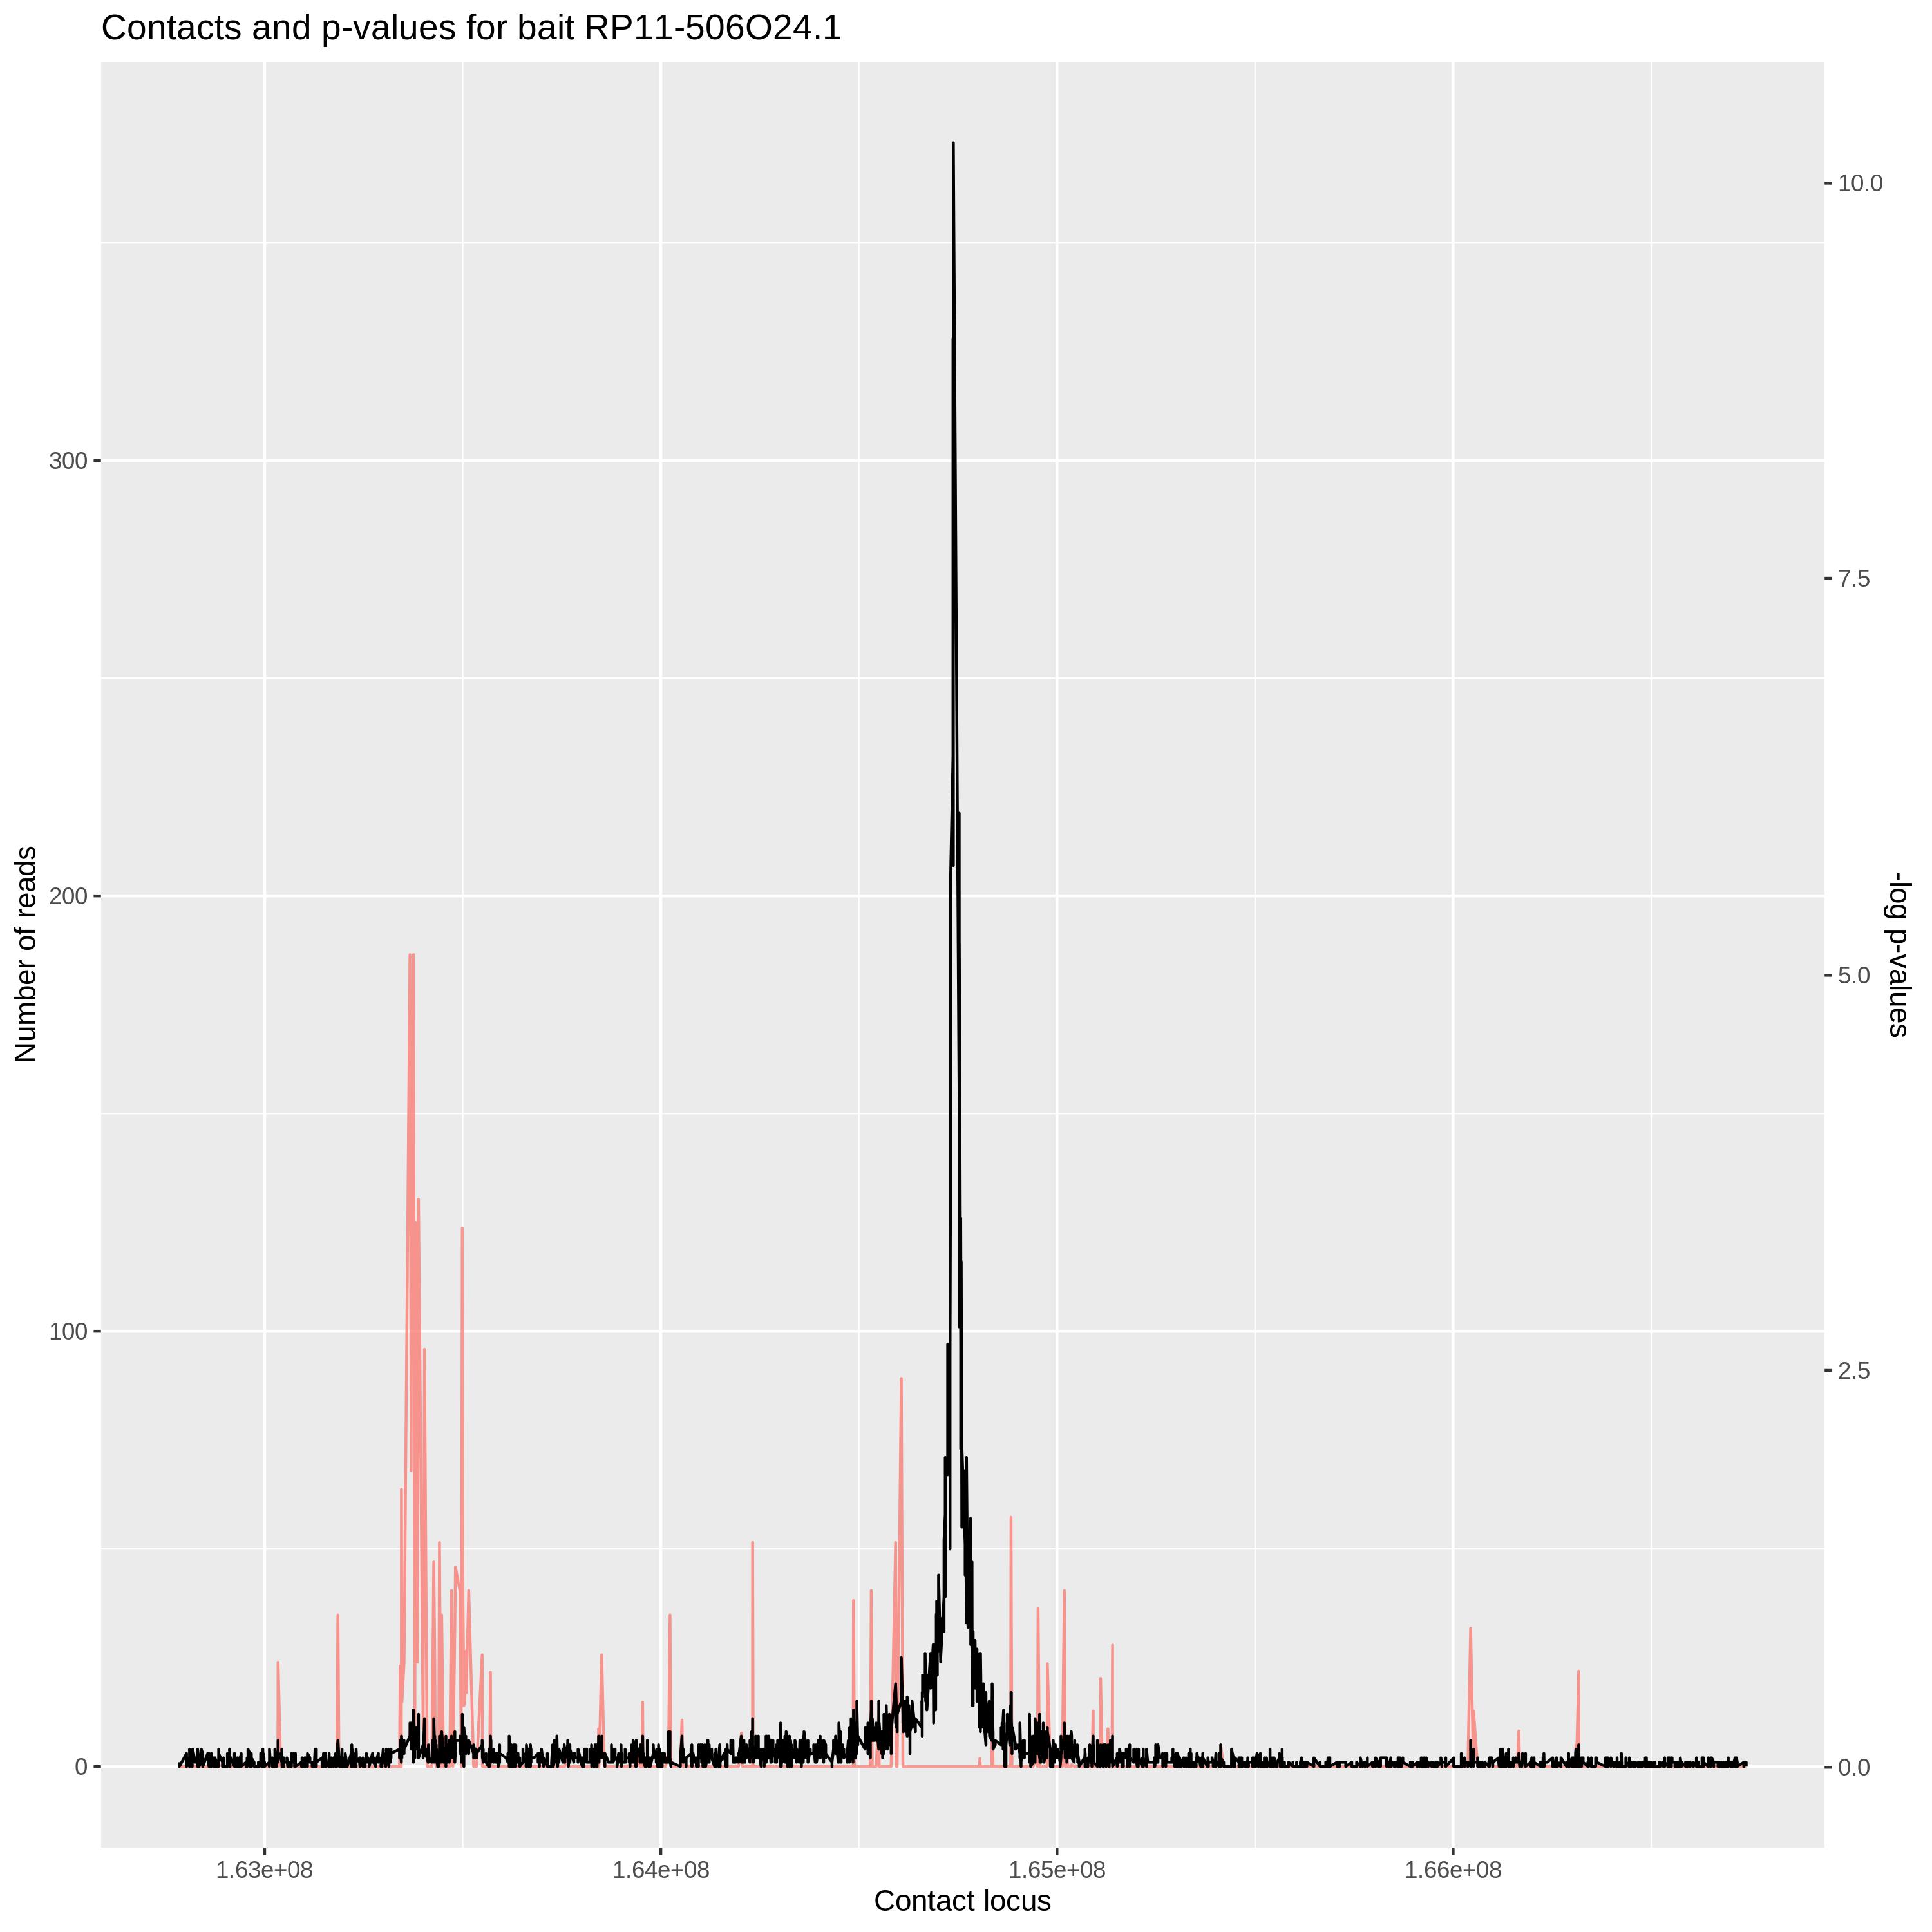 Contacts and p-values for bait RP11-506O24.1
Number of reads
300
200
100
0
10.0
7.5
5.0
2.5
0.0
-log p-values
1.63e+08
1.64e+08
1.65e+08
1.66e+08
Contact locus